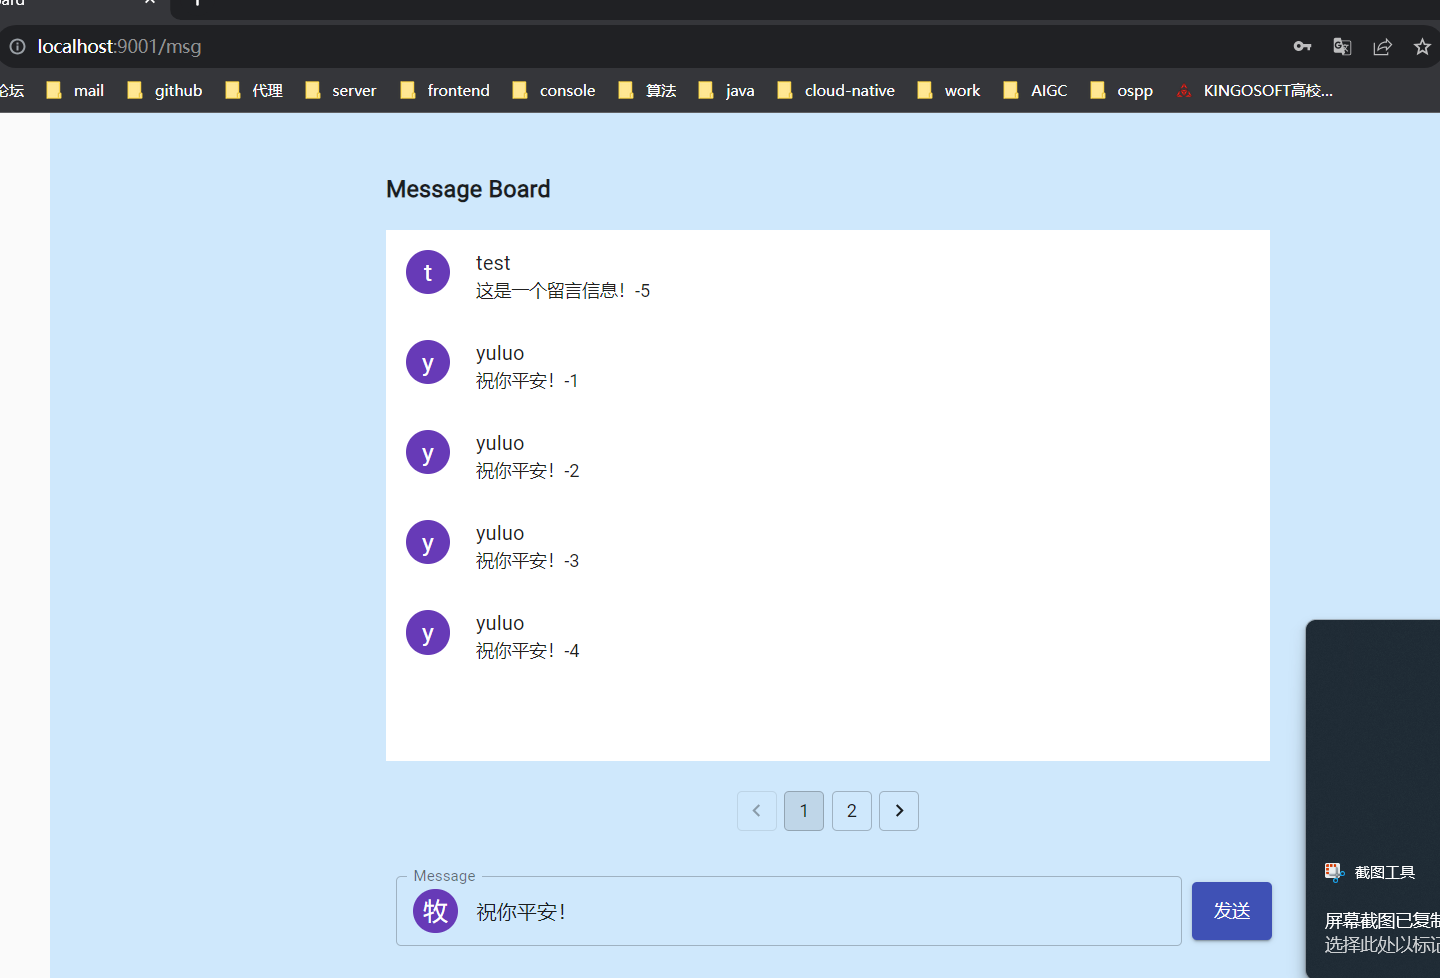 localhost:9001/msg
论坛 mail github 代理 server frontend console 算法 java cloud-native work AIGC ospp KINGOSOFT高校...
Message Board
t
test
这是一个留言信息！-5
y
yuluo
祝你平安！-1
y
yuluo
祝你平安！-2
y
yuluo
祝你平安！-3
y
yuluo
祝你平安！-4
1 2
Message
牧 祝你平安！
发送
截图工具
屏幕截图已复制
选择此处以标记